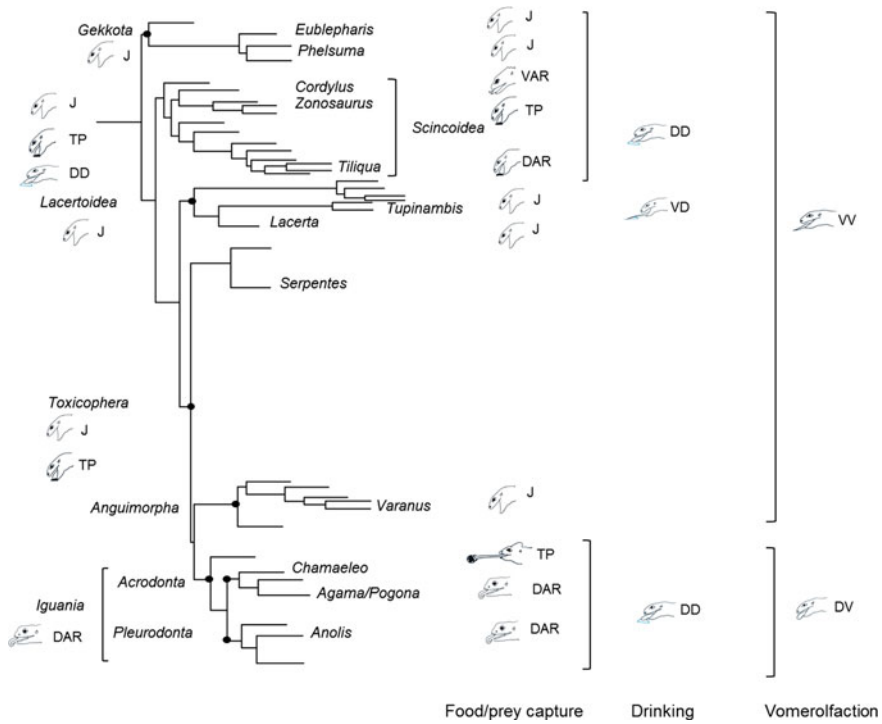 Gekkota
J
Eublepharis
Phelsuma
J
J
J
TP
DD
Cordylus
Zonosaurus
Tiliqua
Scincoidea
VAR
TP
DAR
DD
Lacertoidea
J
Tupinambis
Lacerta
J
J
VD
VV
Serpentes
Toxicophera
J
TP
Anguimorpha
Varanus
J
Iguania
DAR
Acrodonta
Pleurodonta
Chamaeleo
Agama/Pogona
Anolis
TP
DAR
DAR
DD
DV
Food/prey capture
Drinking
Vomerolfaction